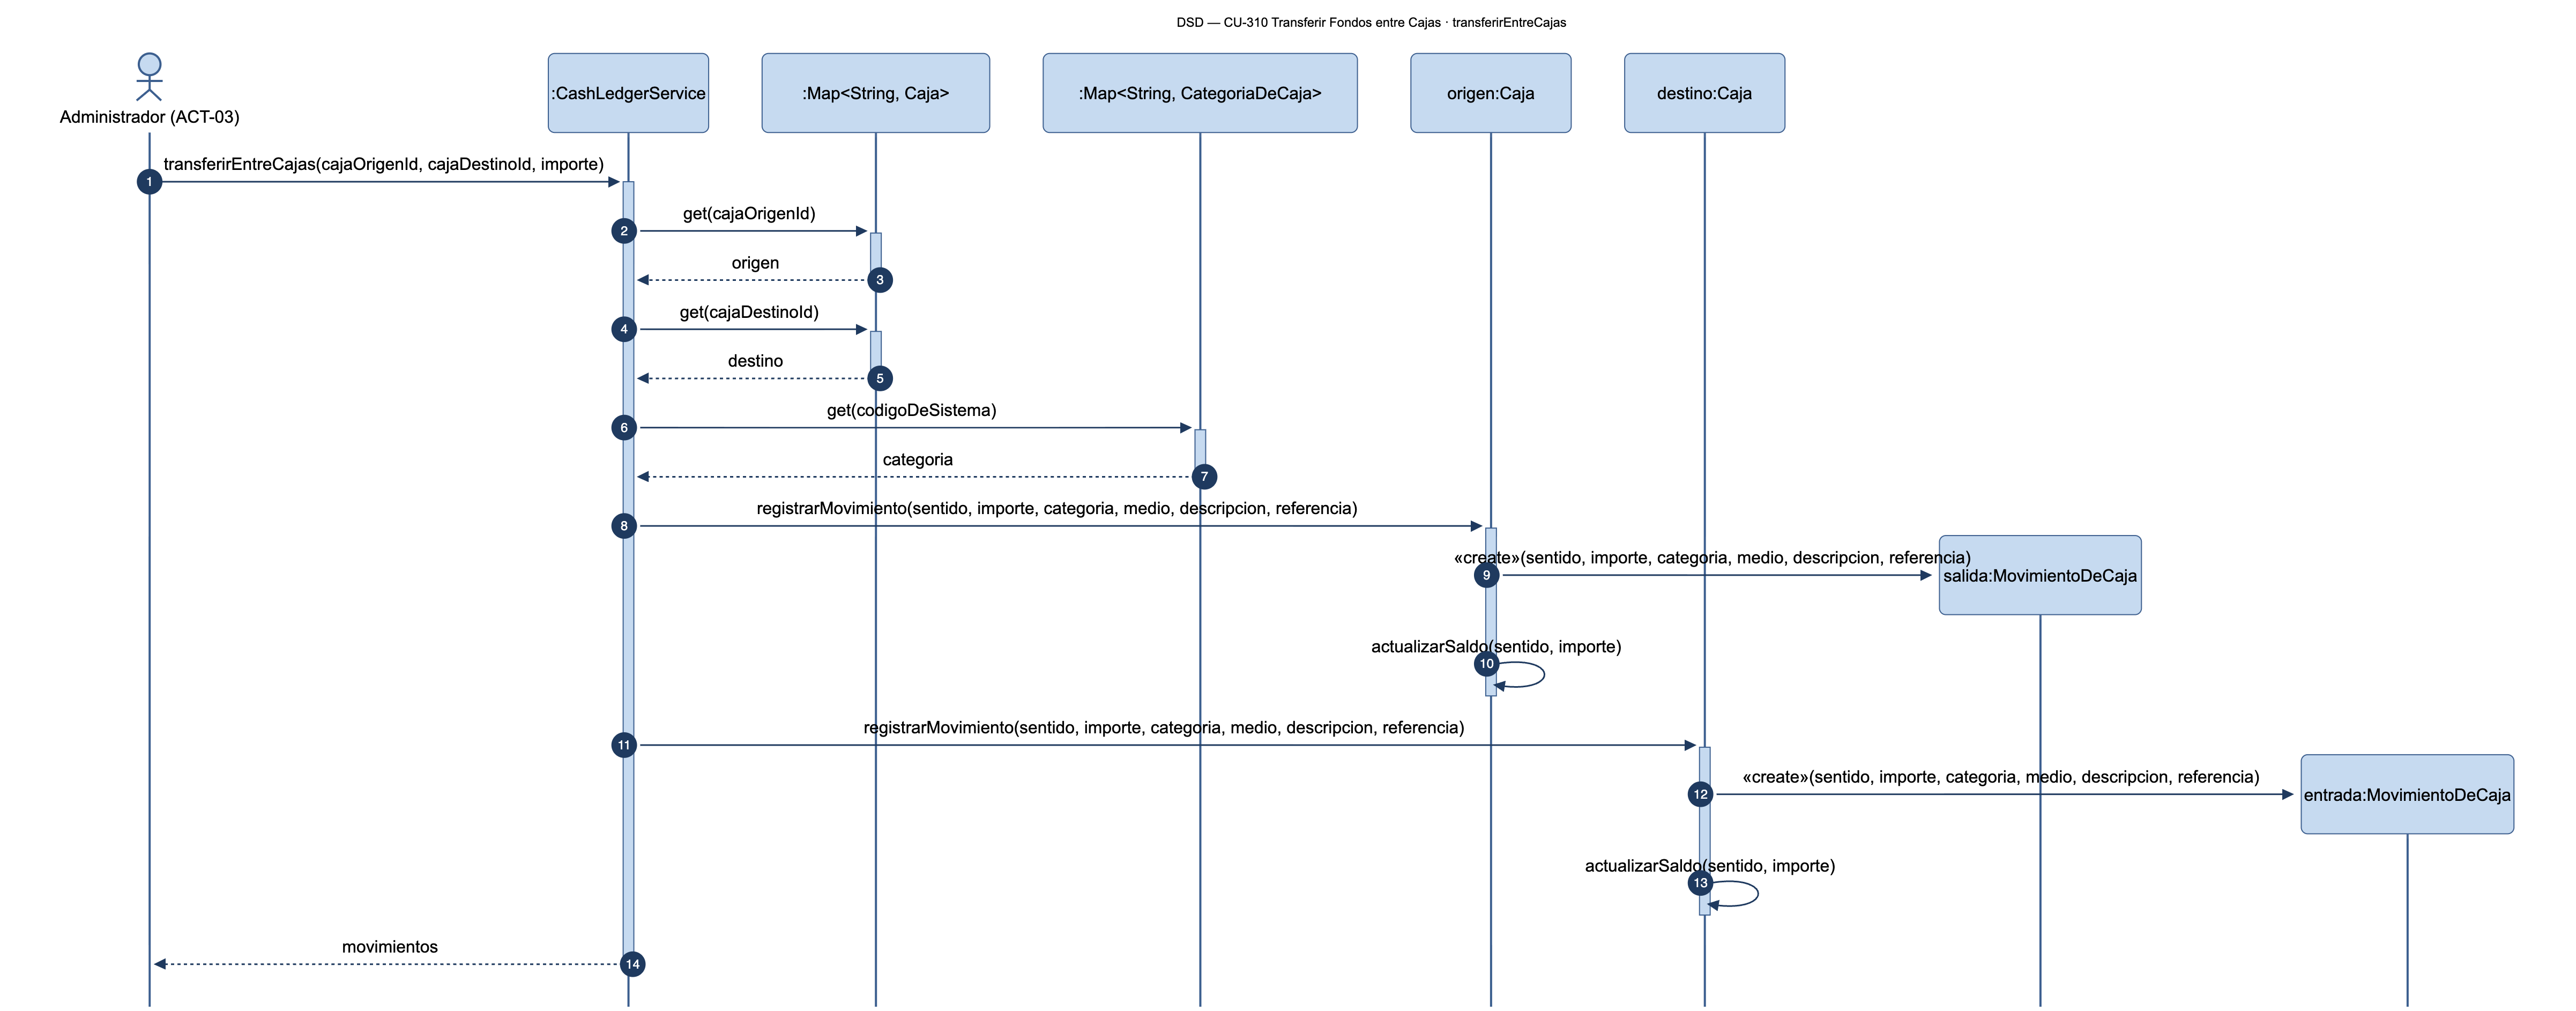 DSD — CU-310 Transferir Fondos entre Cajas · transferirEntreCajas
Administrador (ACT-03)
:CashLedgerService
:Map<String, Caja>
:Map<String, CategoriaDeCaja>
origen:Caja
destino:Caja
transferirEntreCajas(cajaOrigenId, cajaDestinoId, importe)
1
get(cajaOrigenId)
2
origen
3
get(cajaDestinoId)
4
destino
5
get(codigoDeSistema)
6
categoria
7
registrarMovimiento(sentido, importe, categoria, medio, descripcion, referencia)
8
«create»(sentido, importe, categoria, medio, descripcion, referencia)
9
salida:MovimientoDeCaja
actualizarSaldo(sentido, importe)
10
registrarMovimiento(sentido, importe, categoria, medio, descripcion, referencia)
11
«create»(sentido, importe, categoria, medio, descripcion, referencia)
12
entrada:MovimientoDeCaja
actualizarSaldo(sentido, importe)
13
movimientos
14